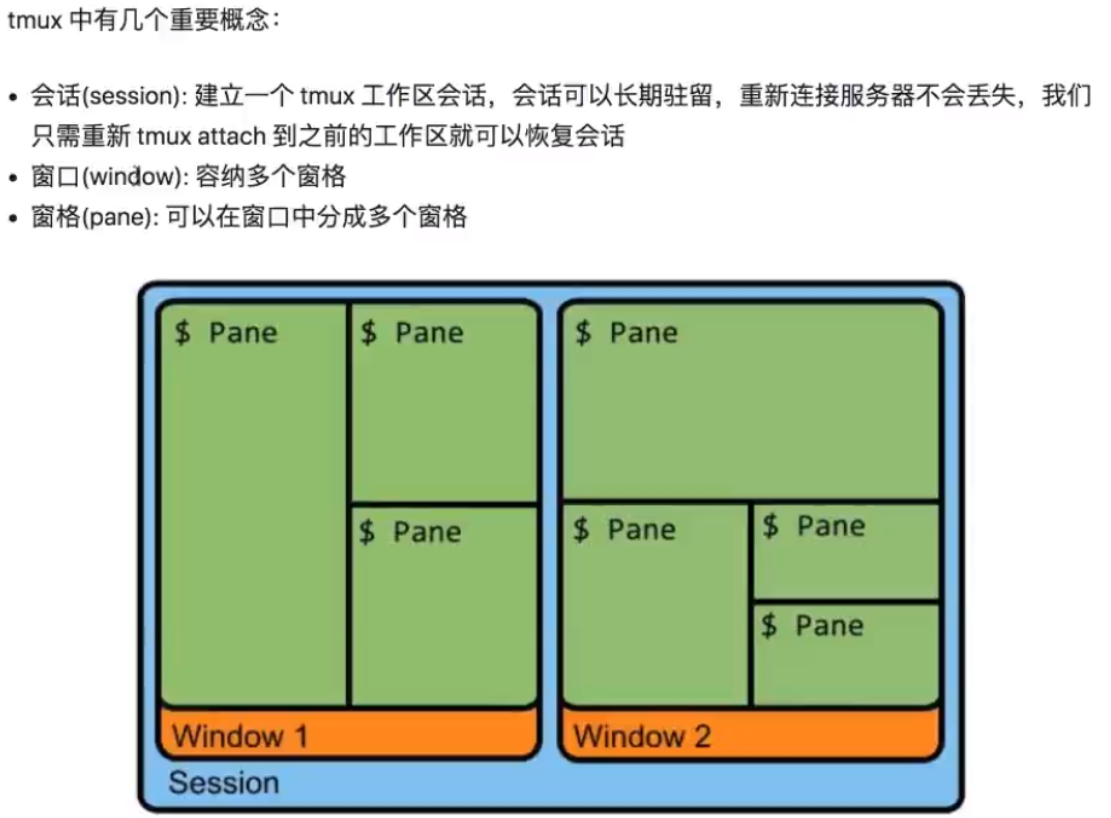 tmux 中有几个重要概念：
• 会话(session): 建立一个 tmux 工作区会话，会话可以长期驻留，重新连接服务器不会丢失，我们
只需重新 tmux attach 到之前的工作区就可以恢复会话
• 窗口(window): 容纳多个窗格
• 窗格(pane): 可以在窗口中分成多个窗格
$ Pane
$ Pane
$ Pane
Window 1
$ Pane
$ Pane
$ Pane
$ Pane
Window 2
Session